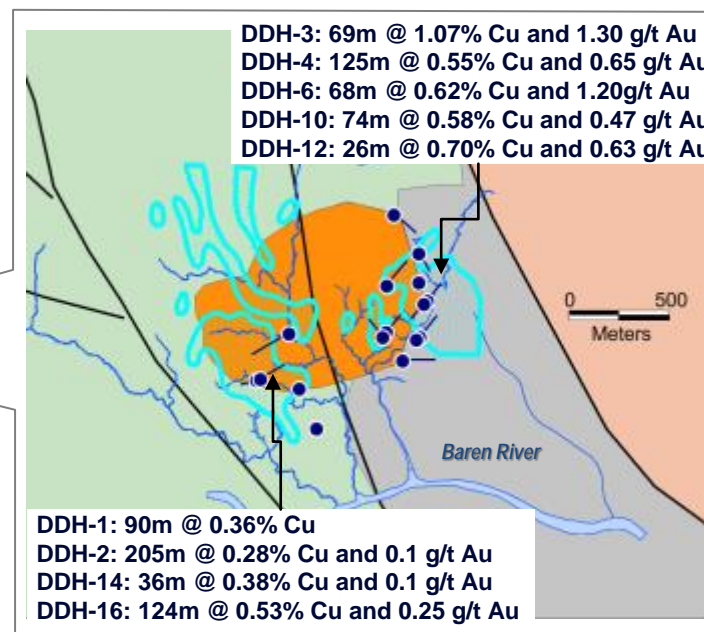 DDH-3: 69m @ 1.07% Cu and 1.30 g/t Au
DDH-4: 125m @ 0.55% Cu and 0.65 g/t Au
DDH-6: 68m @ 0.62% Cu and 1.20g/t Au
DDH-10: 74m @ 0.58% Cu and 0.47 g/t Au
DDH-12: 26m @ 0.70% Cu and 0.63 g/t Au
0 500
Meters
Baren River
DDH-1: 90m @ 0.36% Cu
DDH-2: 205m @ 0.28% Cu and 0.1 g/t Au
DDH-14: 36m @ 0.38% Cu and 0.1 g/t Au
DDH-16: 124m @ 0.53% Cu and 0.25 g/t Au